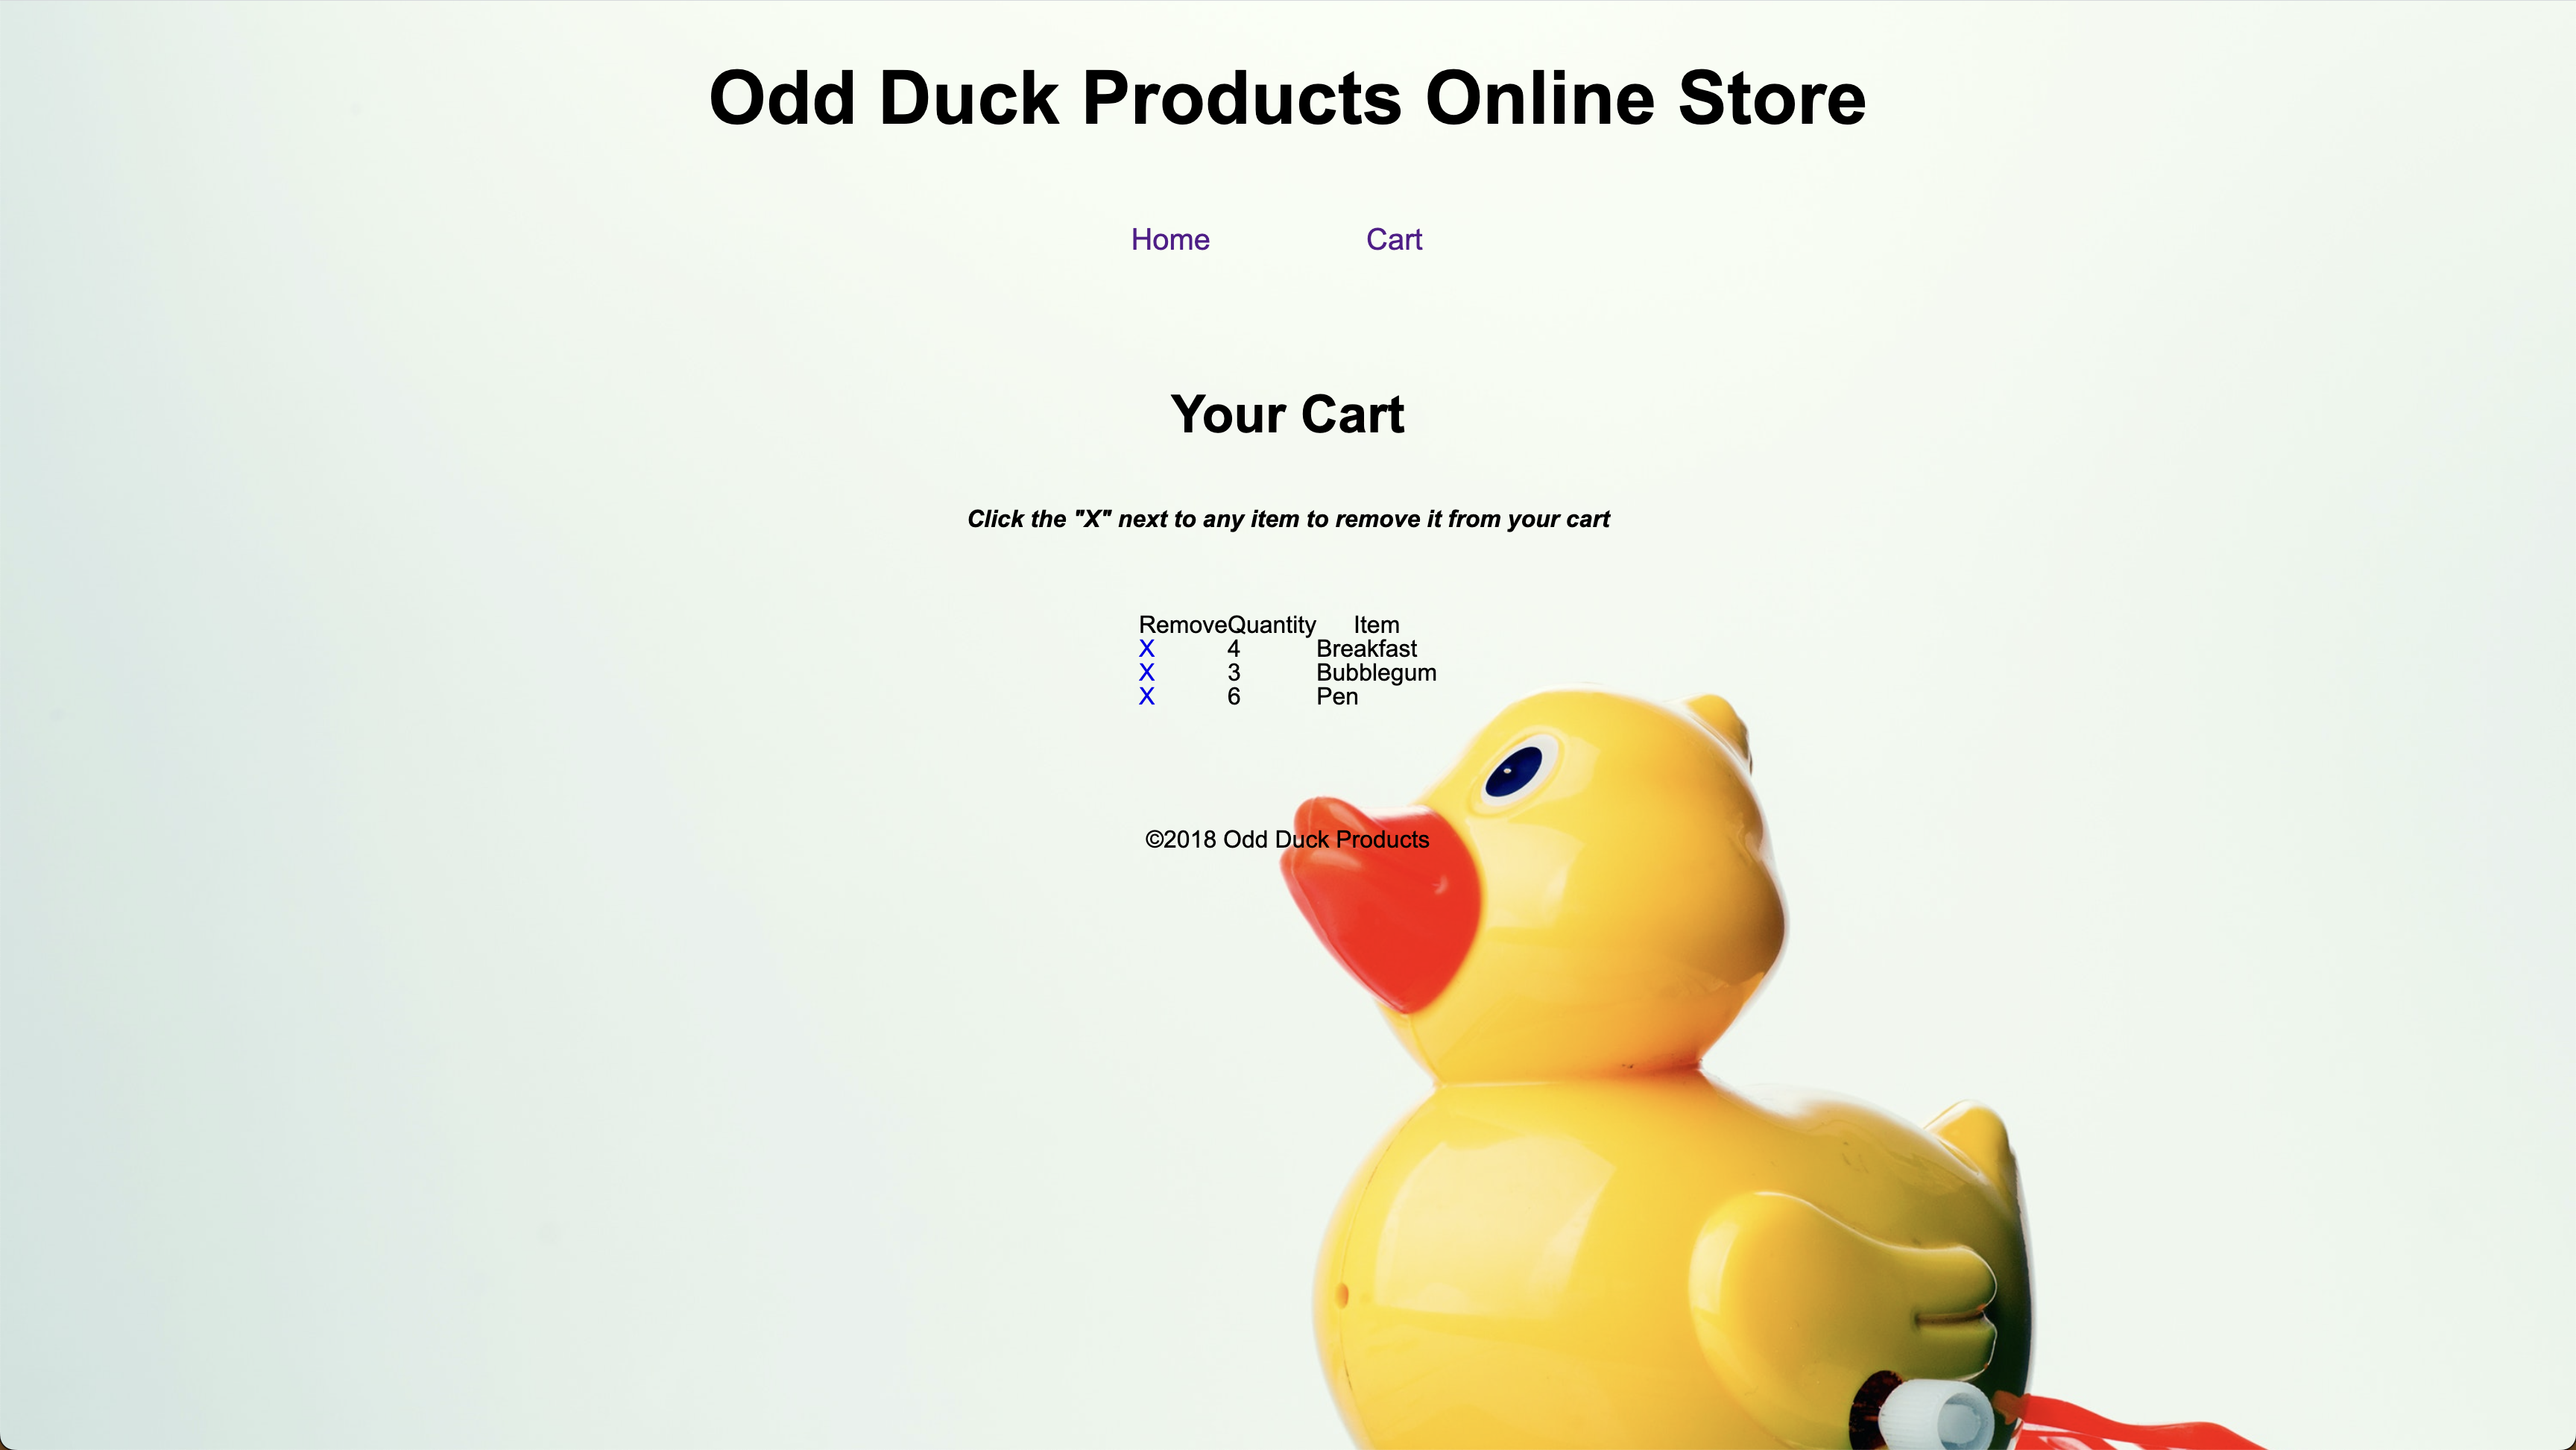 Odd Duck Products Online Store
Home Cart
Your Cart
Click the "X" next to any item to remove it from your cart
Remove Quantity Item
X 4 Breakfast
X 3 Bubblegum
X 6 Pen
©2018 Odd Duck Products